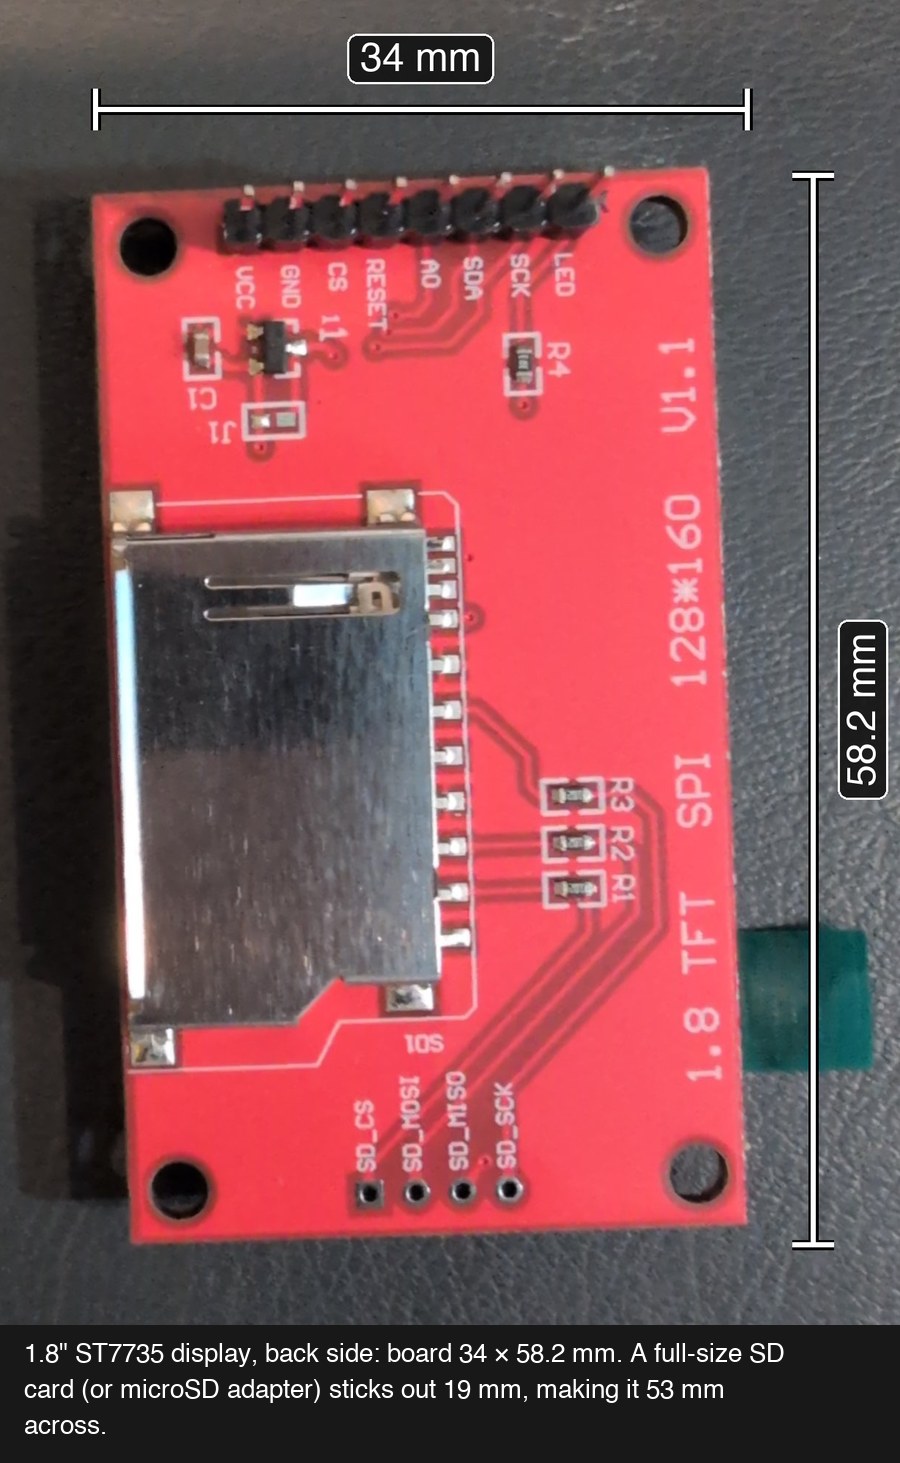 34 mm
VCC
GND
CS
RESET
A0
SDA
SCK
LED
C1
J1
R4
V1.1
128*160
SPI
1.8 TFT
58.2 mm
R3
R2
R1
SD1
SD_CS
SD_MOSI
SD_MISO
SD_SCK
1.8" ST7735 display, back side: board 34 × 58.2 mm. A full-size SD
card (or microSD adapter) sticks out 19 mm, making it 53 mm
across.